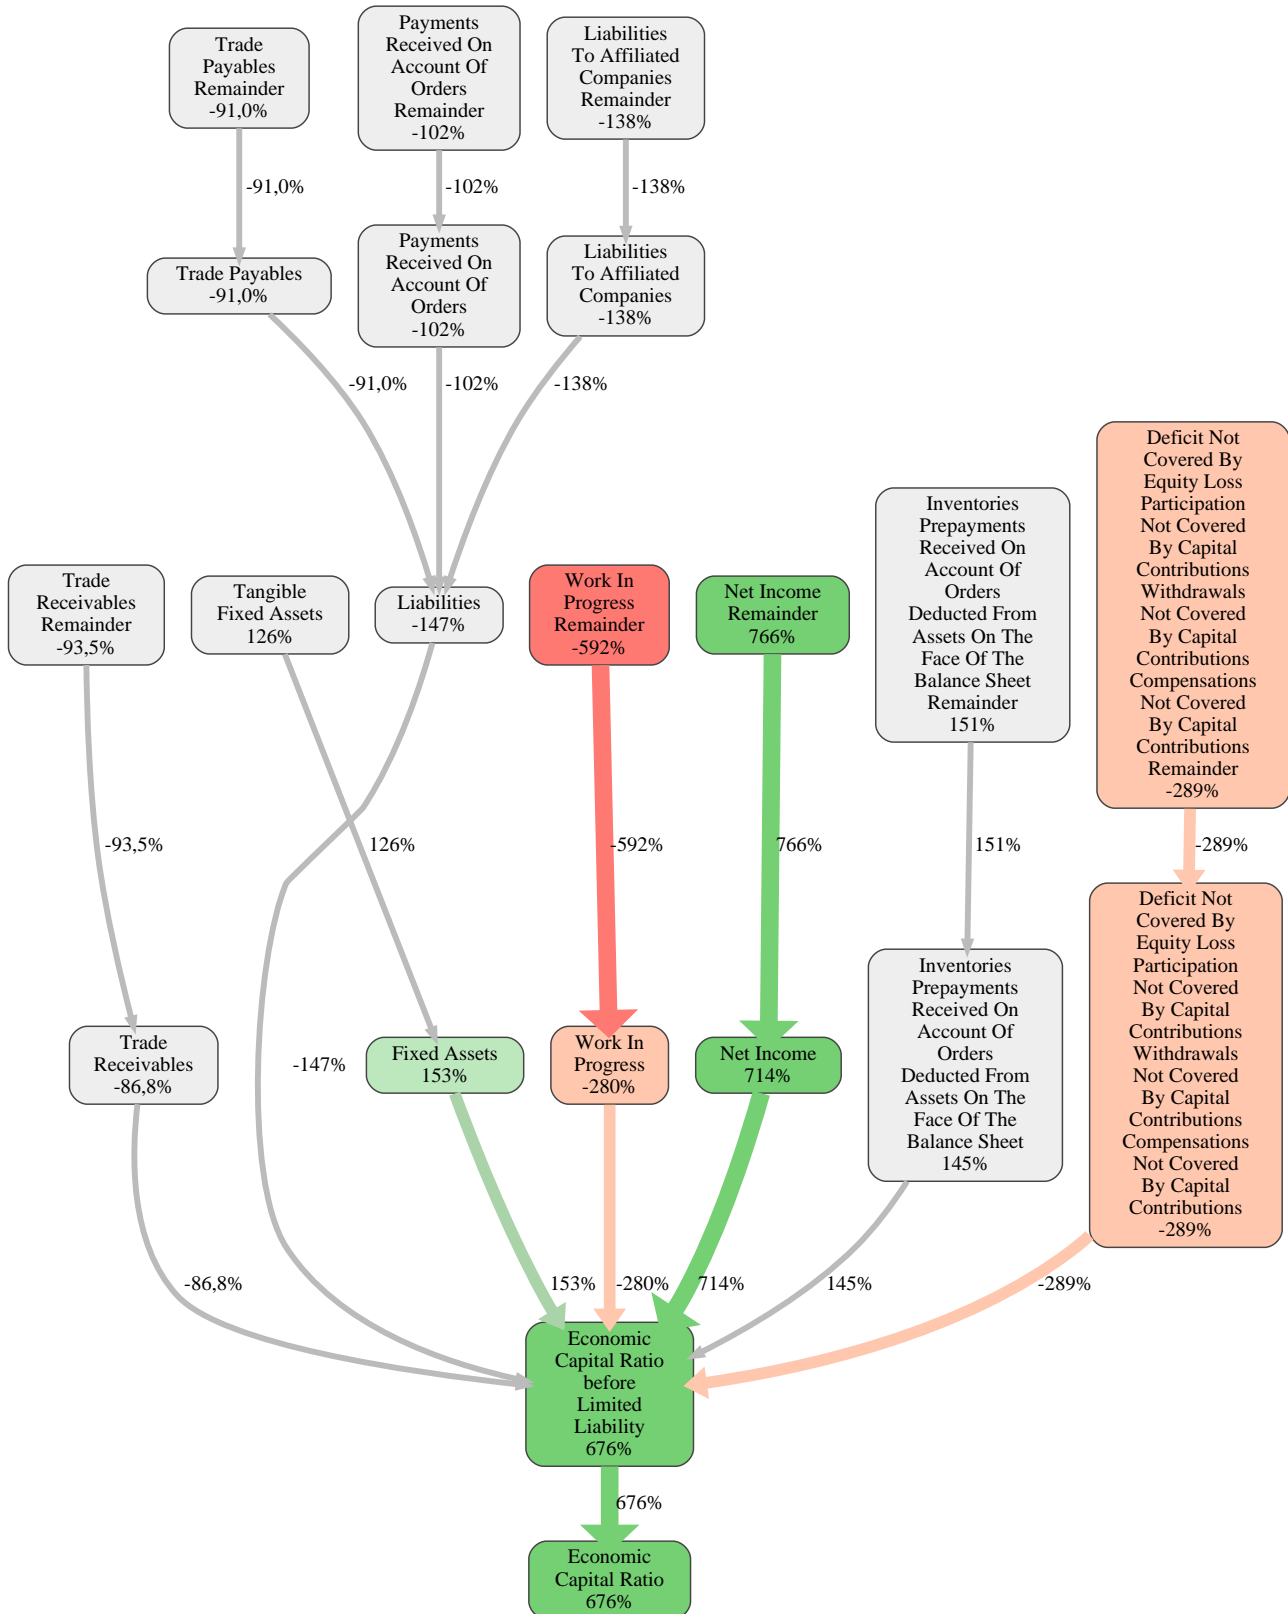 Trade
Payables
Remainder
-91,0%
Payments
Received On
Account Of
Orders
Remainder
-102%
Liabilities
To Affiliated
Companies
Remainder
-138%
-91,0%
-102%
-138%
Trade Payables
-91,0%
Payments
Received On
Account Of
Orders
-102%
Liabilities
To Affiliated
Companies
-138%
-91,0%
-102%
-138%
Trade
Receivables
Remainder
-93,5%
Tangible
Fixed Assets
126%
Liabilities
-147%
Work In
Progress
Remainder
-592%
Net Income
Remainder
766%
Inventories
Prepayments
Received On
Account Of
Orders
Deducted From
Assets On The
Face Of The
Balance Sheet
Remainder
151%
Deficit Not
Covered By
Equity Loss
Participation
Not Covered
By Capital
Contributions
Withdrawals
Not Covered
By Capital
Contributions
Compensations
Not Covered
By Capital
Contributions
Remainder
-289%
-93,5%
126%
-592%
766%
151%
-289%
Trade
Receivables
-86,8%
-147%
Fixed Assets
153%
Work In
Progress
-280%
Net Income
714%
Inventories
Prepayments
Received On
Account Of
Orders
Deducted From
Assets On The
Face Of The
Balance Sheet
145%
Deficit Not
Covered By
Equity Loss
Participation
Not Covered
By Capital
Contributions
Withdrawals
Not Covered
By Capital
Contributions
Compensations
Not Covered
By Capital
Contributions
-289%
-86,8%
153%
-280%
714%
145%
-289%
Economic
Capital Ratio
before
Limited
Liability
676%
676%
Economic
Capital Ratio
676%